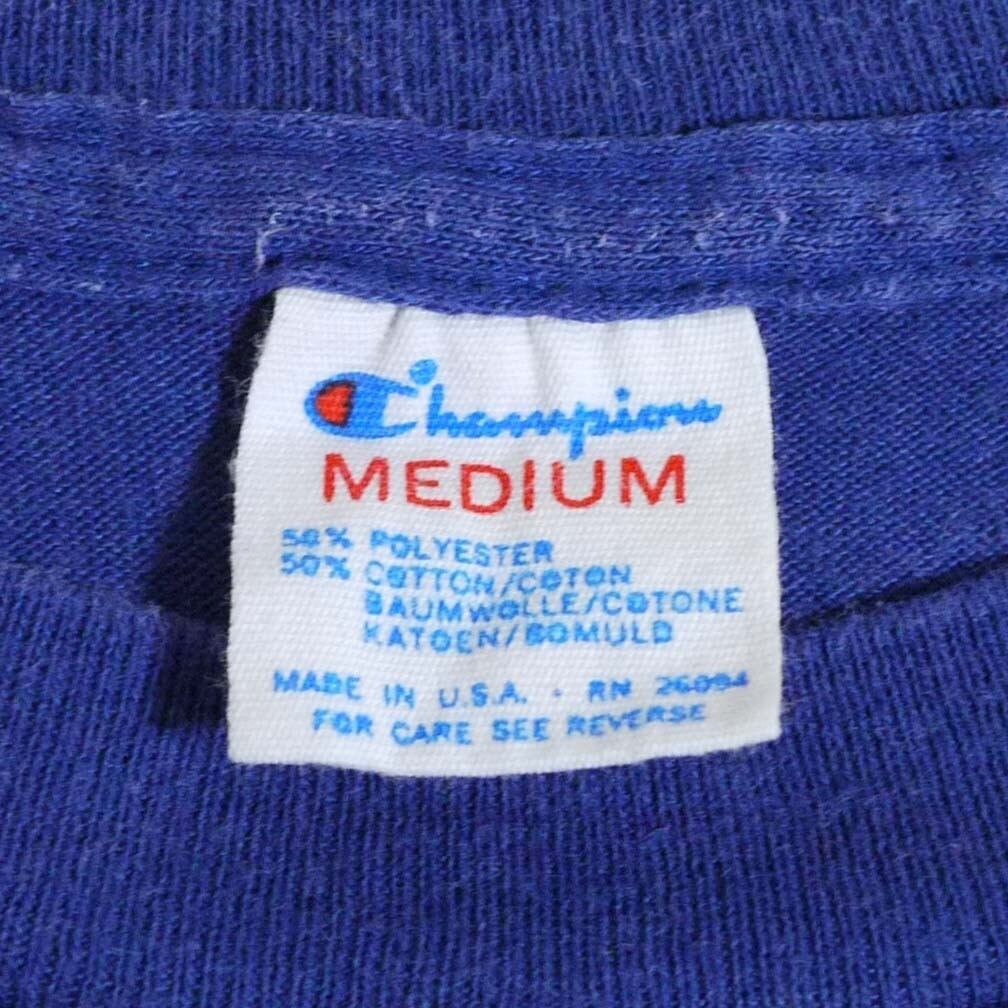 Champion
MEDIUM
50% POLYESTER
50% COTTON/COTON
BAUMWOLLE/COTONE
KATOEN/BOMULD
MADE IN U.S.A. · RN 26094
FOR CARE SEE REVERSE